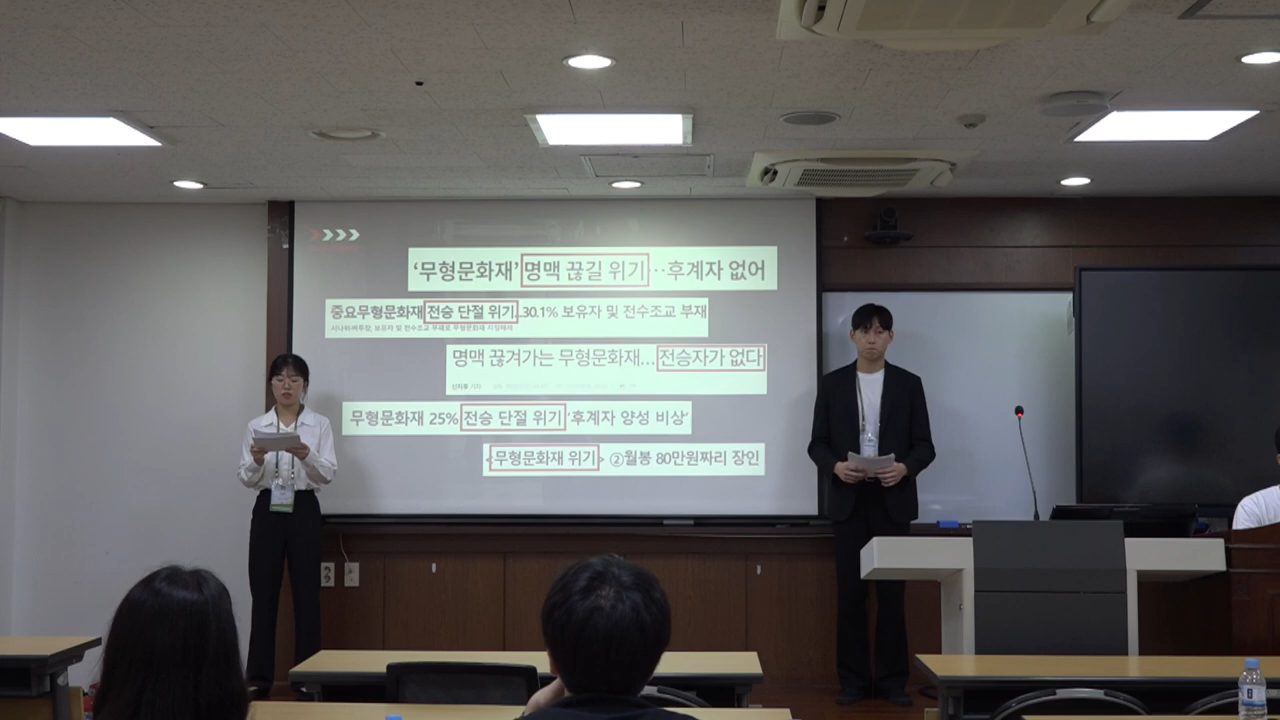 ‘무형문화재’ 명맥 끊길 위기…후계자 없어
중요무형문화재 전승 단절 위기…30.1% 보유자 및 전수조교 부재
명맥 끊겨가는 무형문화재… 전승자가 없다
무형문화재 25% 전승 단절 위기 ‘후계자 양성 비상’
<무형문화재 위기> ②월봉 80만원짜리 장인